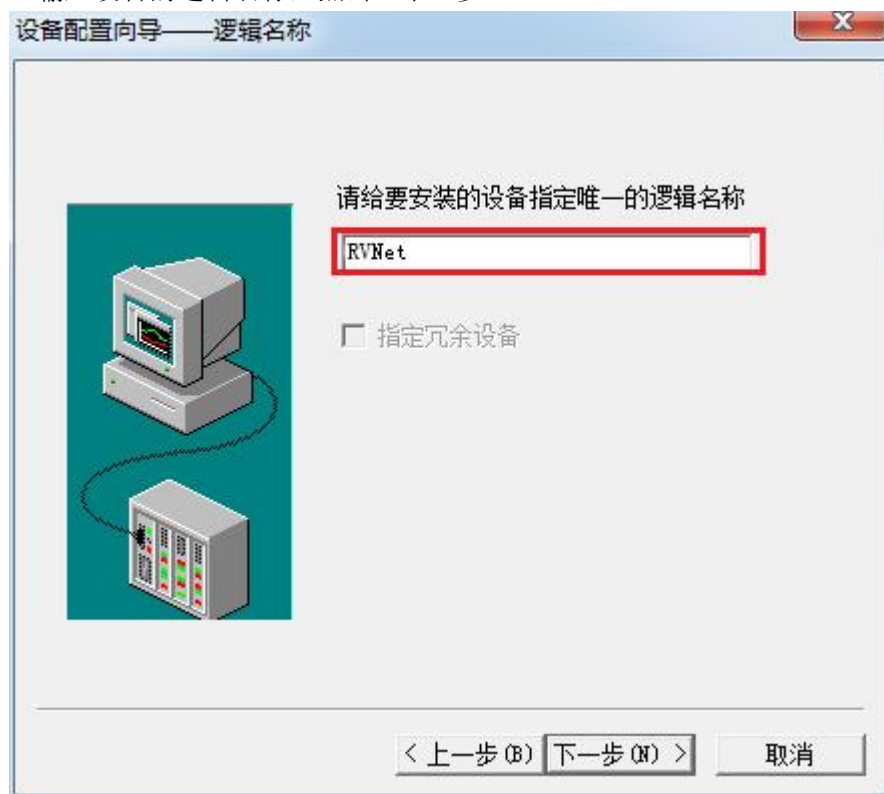 设备配置向导——逻辑名称
请给要安装的设备指定唯一的逻辑名称
RVNet
指定冗余设备
< 上一步(B) 下一步(N) > 取消